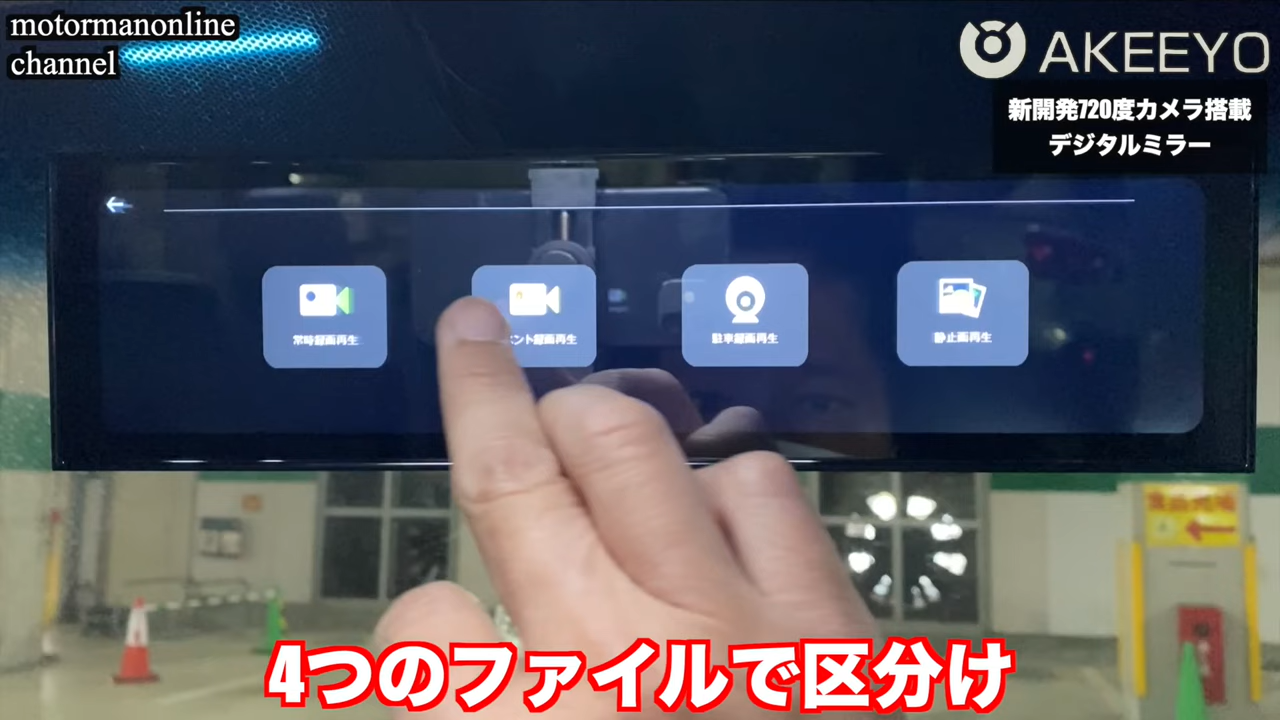 motormanonline
channel
AKEEYO
新開発720度カメラ搭載
デジタルミラー
常時録画再生
ント録画再生
駐車録画再生
静止画再生
4つのファイルで区分け